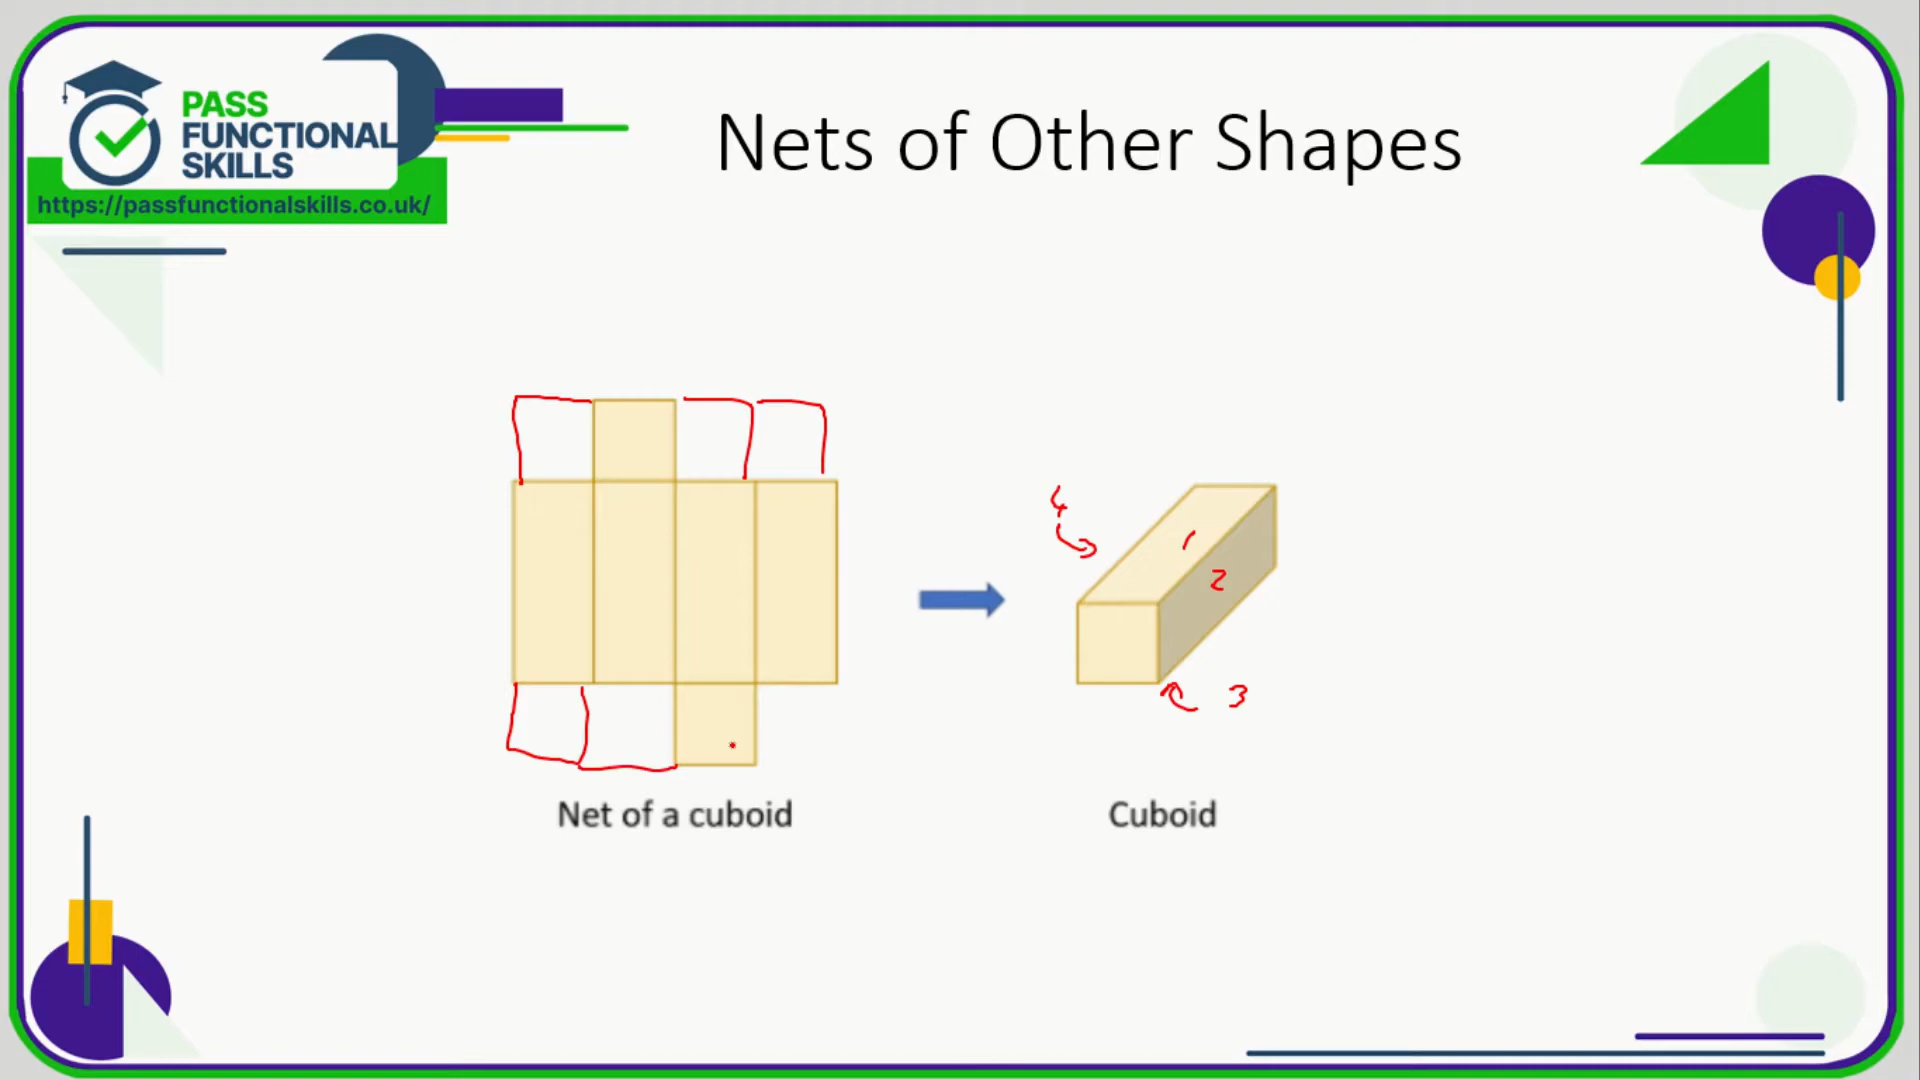 PASS
FUNCTIONAL
SKILLS
https://passfunctionalskills.co.uk/
Nets of Other Shapes
4
1
2
3
Net of a cuboid
Cuboid